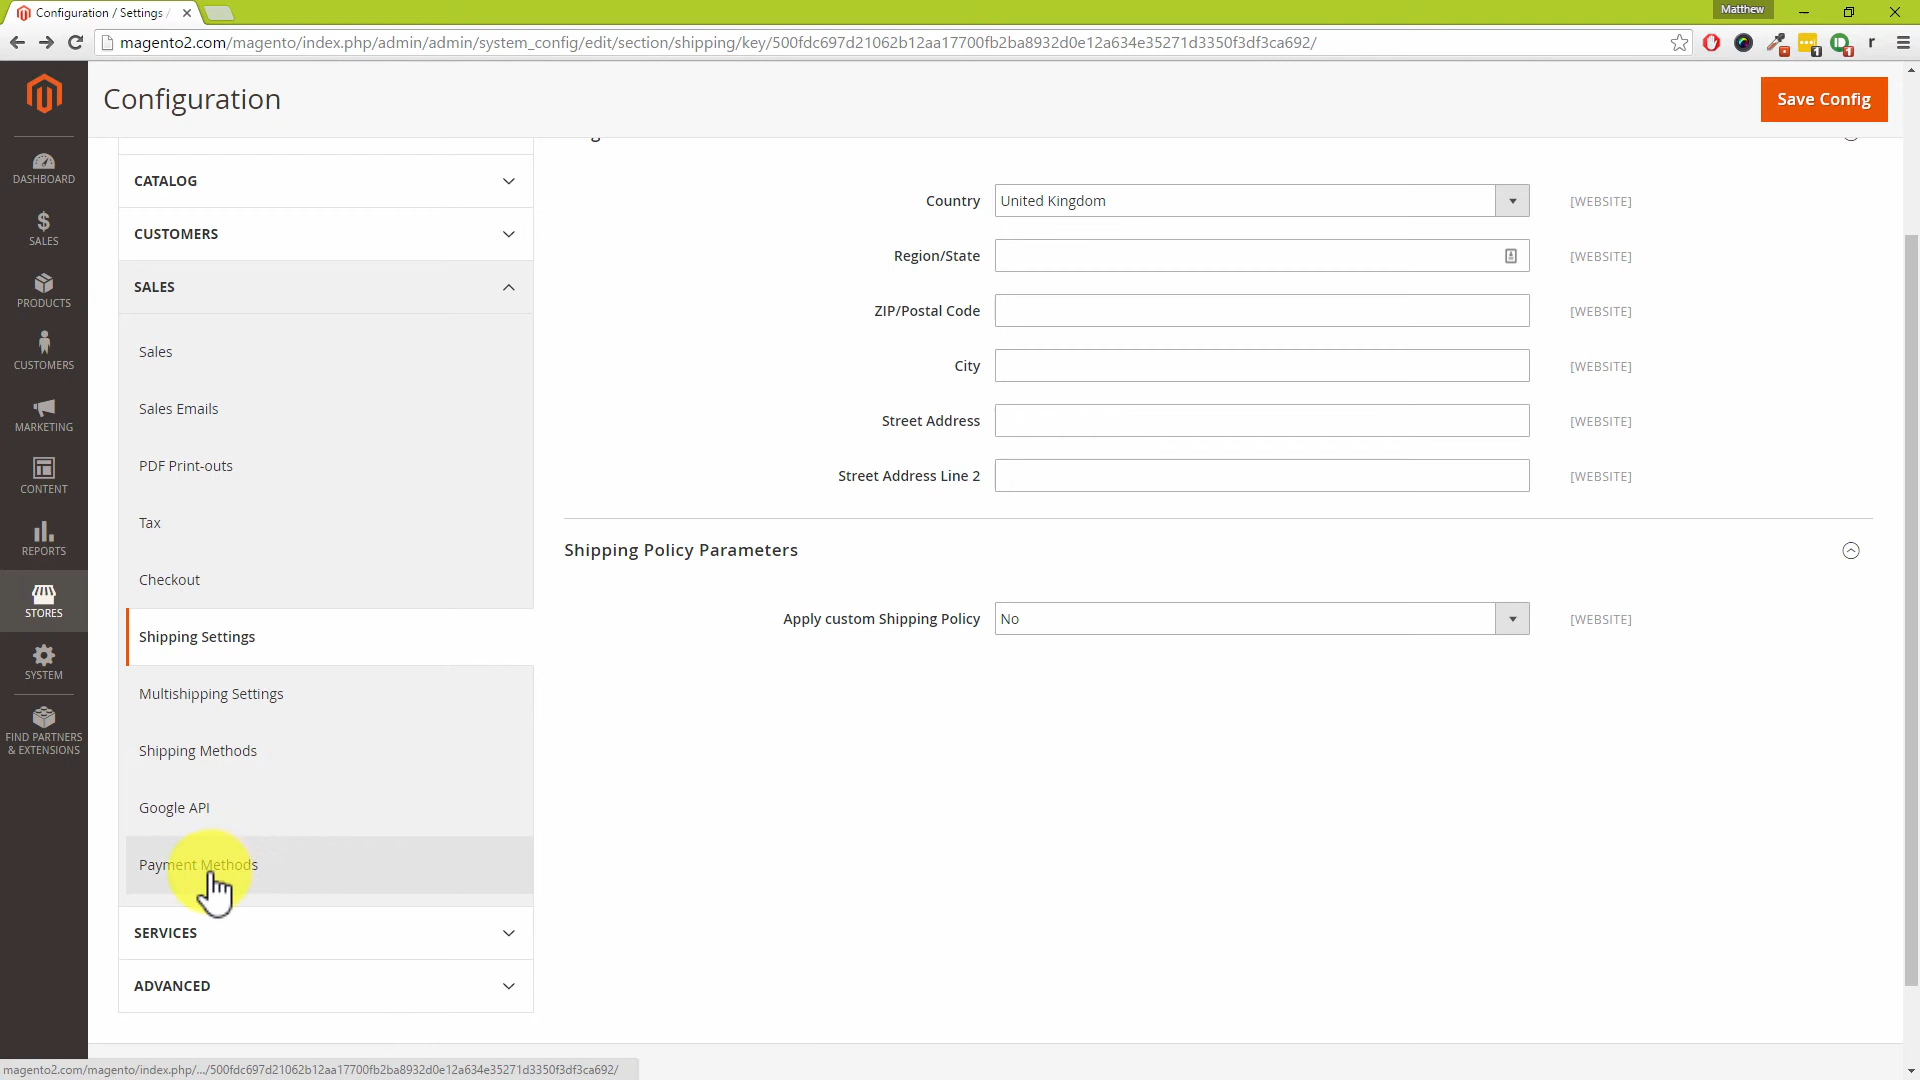 Configuration / Settings /
Matthew
magento2.com/magento/index.php/admin/admin/system_config/edit/section/shipping/key/500fdc697d21062b12aa17700fb2ba8932d0e12a634e35271d3350f3df3ca692/
1
1
r
Configuration
Save Config
DASHBOARD
SALES
PRODUCTS
CUSTOMERS
MARKETING
CONTENT
REPORTS
STORES
SYSTEM
FIND PARTNERS
& EXTENSIONS
CATALOG
CUSTOMERS
SALES
Sales
Sales Emails
PDF Print-outs
Tax
Checkout
Shipping Settings
Multishipping Settings
Shipping Methods
Google API
Payment Methods
SERVICES
ADVANCED
Country
United Kingdom
[WEBSITE]
Region/State
[WEBSITE]
ZIP/Postal Code
[WEBSITE]
City
[WEBSITE]
Street Address
[WEBSITE]
Street Address Line 2
[WEBSITE]
Shipping Policy Parameters
Apply custom Shipping Policy
No
[WEBSITE]
magento2.com/magento/index.php/.../500fdc697d21062b12aa17700fb2ba8932d0e12a634e35271d3350f3df3ca692/